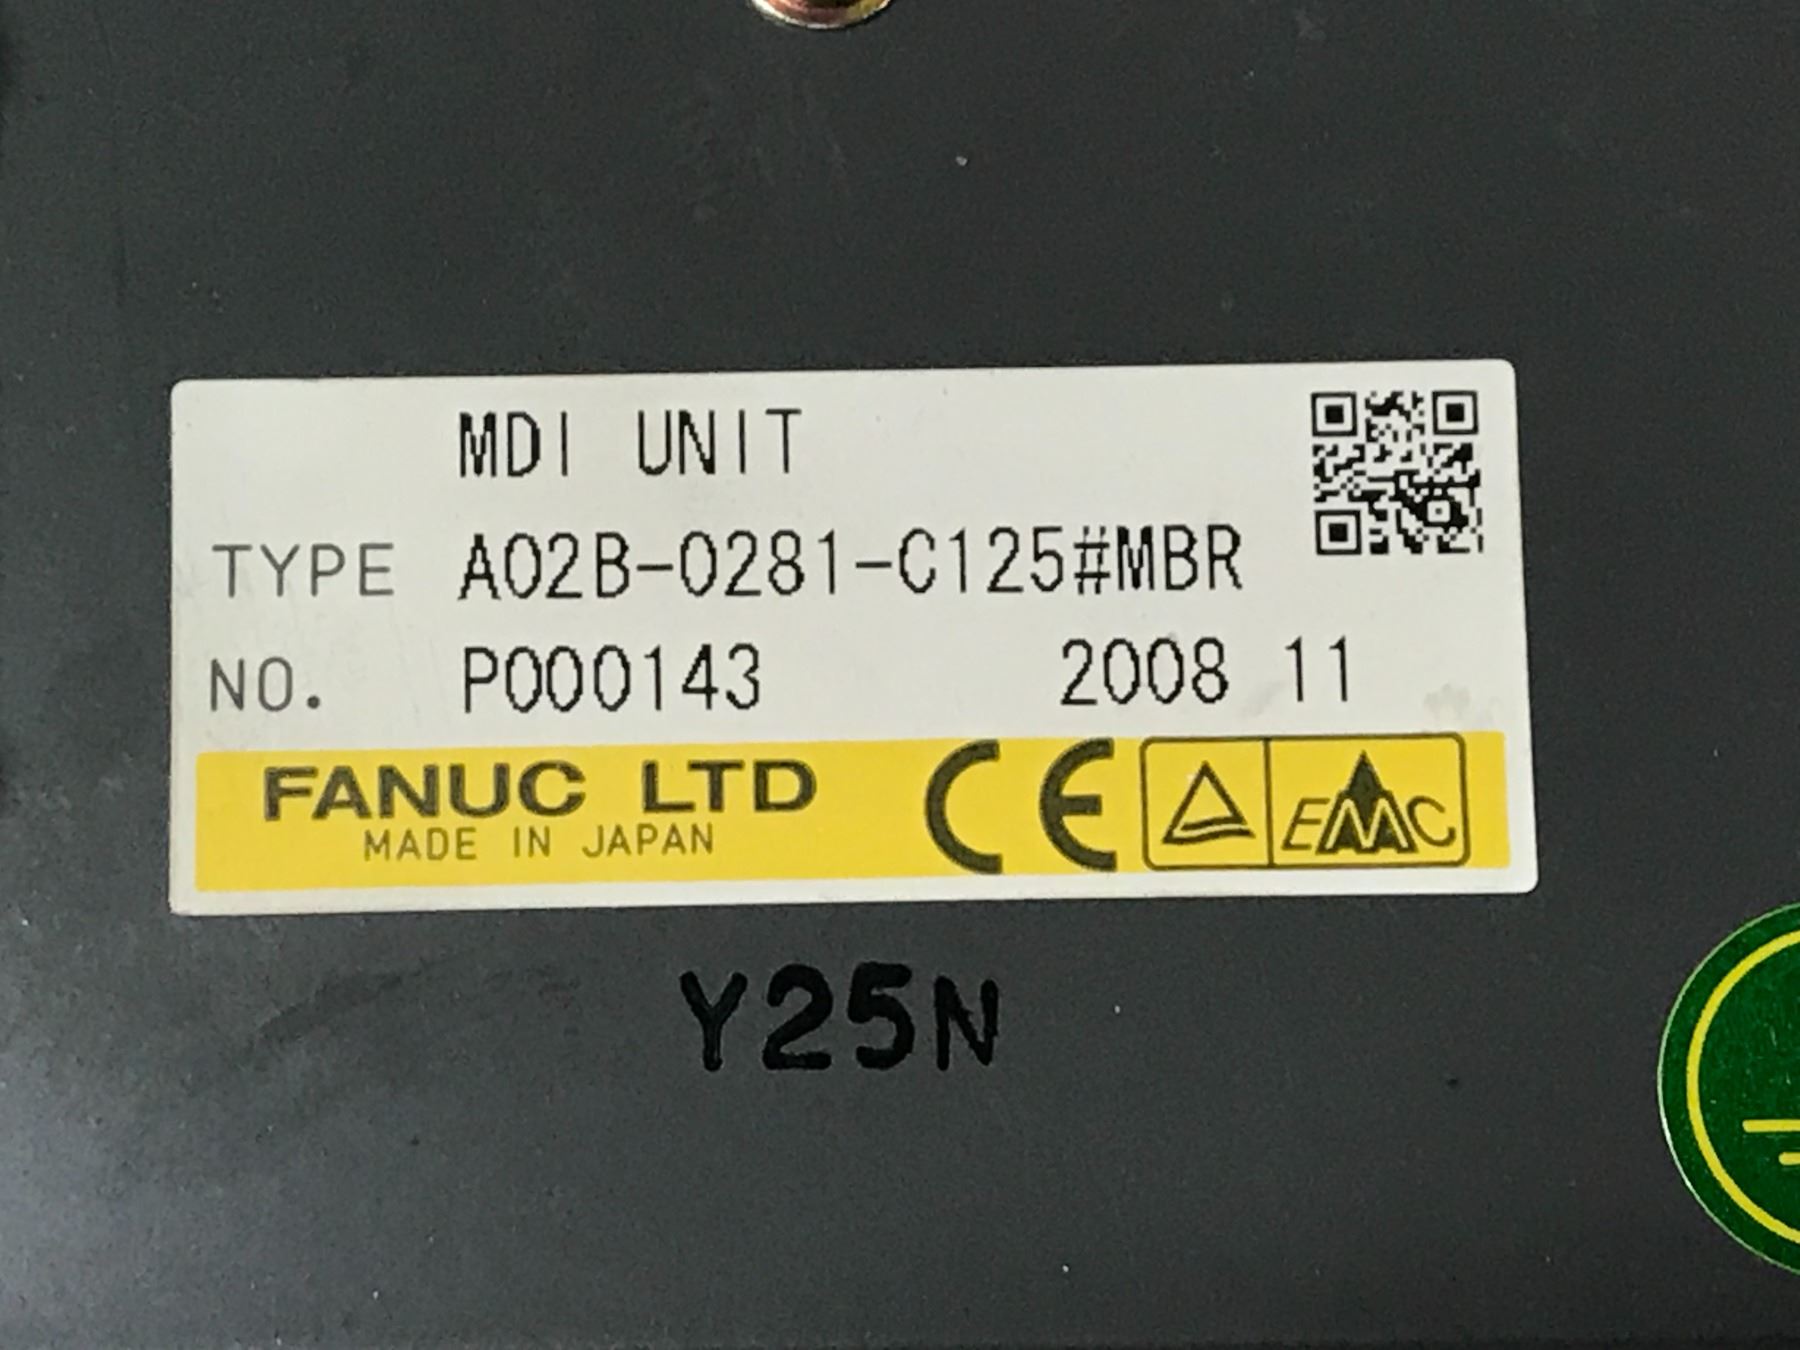 MDI UNIT
TYPE A02B-0281-C125#MBR
NO. P000143 2008 11
FANUC LTD
MADE IN JAPAN
CE
EMC
Y25N